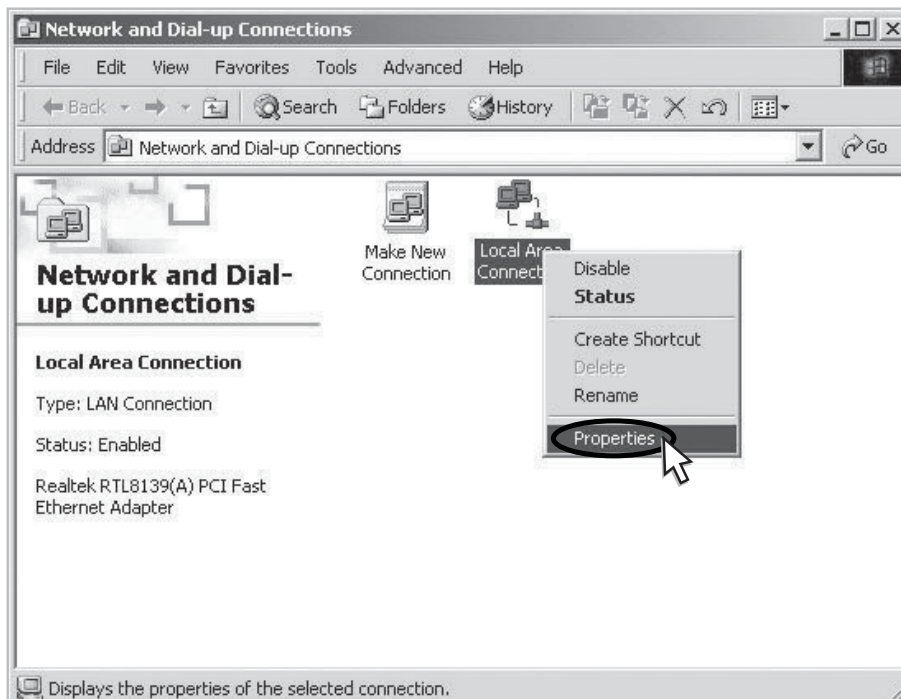 Network and Dial-up Connections
File Edit View Favorites Tools Advanced Help
Back Search Folders History
Address Network and Dial-up Connections Go
Network and Dial-
up Connections
Local Area Connection
Type: LAN Connection
Status: Enabled
Realtek RTL8139(A) PCI Fast
Ethernet Adapter
Make New
Connection
Local Area
Disable
Status
Create Shortcut
Delete
Rename
Properties
Displays the properties of the selected connection.